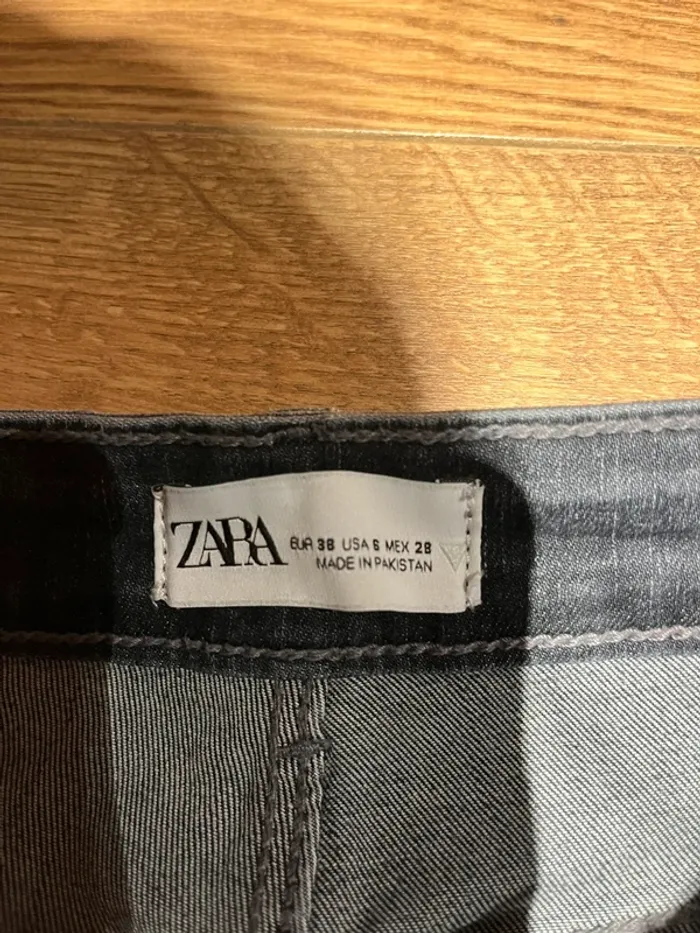 ZARA
EUR 38 USA 6 MEX 28
MADE IN PAKISTAN